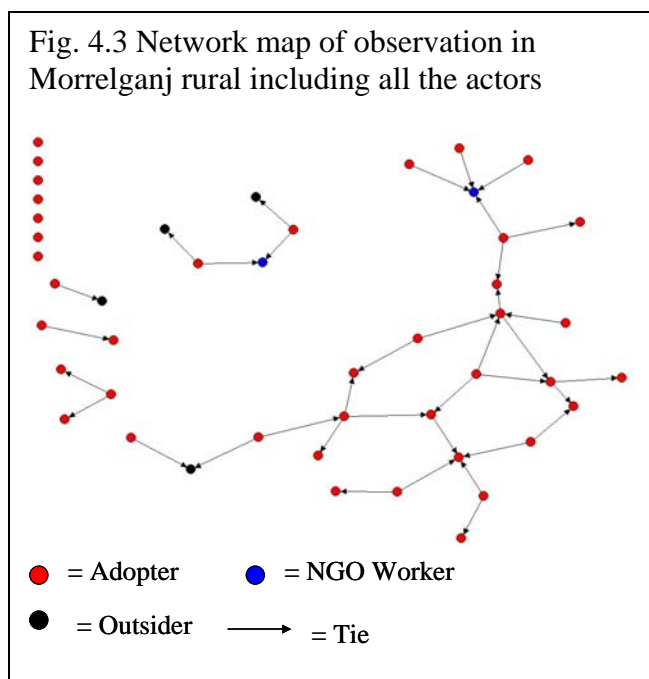 Fig. 4.3 Network map of observation in
Morrelganj rural including all the actors
= Adopter = NGO Worker
= Outsider = Tie